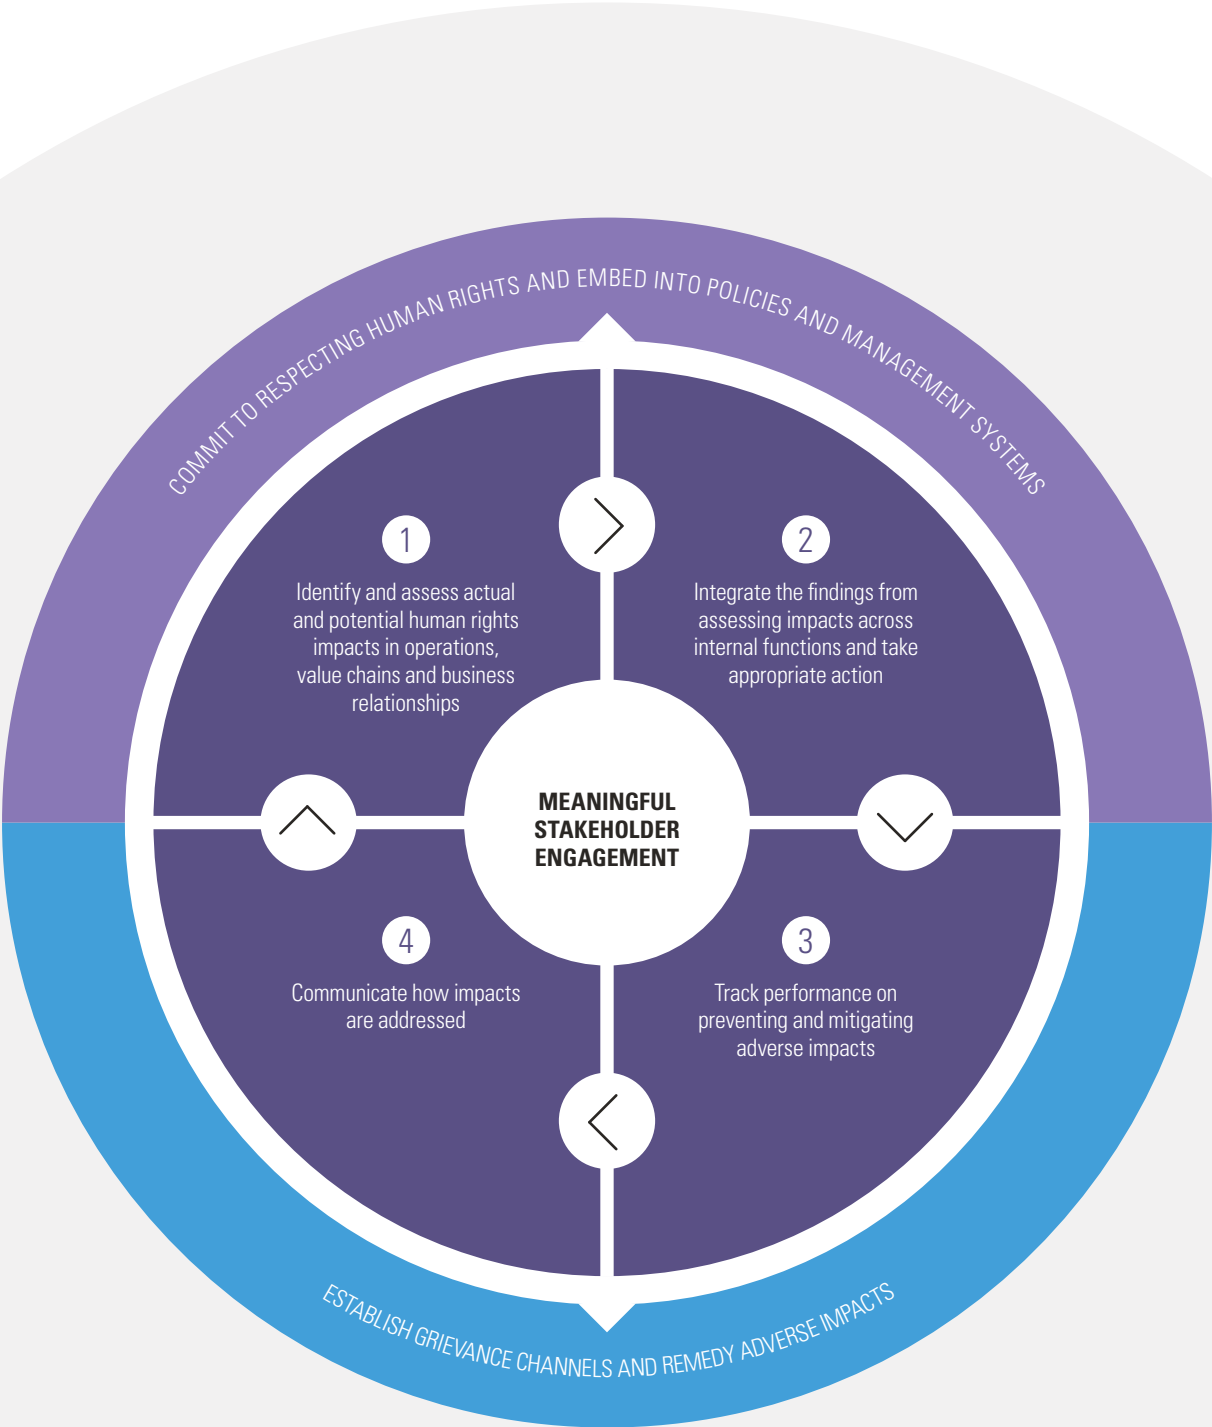 COMMIT TO RESPECTING HUMAN RIGHTS AND EMBED INTO POLICIES AND MANAGEMENT SYSTEMS
1
Identify and assess actual
and potential human rights
impacts in operations,
value chains and business
relationships
2
Integrate the findings from
assessing impacts across
internal functions and take
appropriate action
MEANINGFUL
STAKEHOLDER
ENGAGEMENT
3
Track performance on
preventing and mitigating
adverse impacts
4
Communicate how impacts
are addressed
ESTABLISH GRIEVANCE CHANNELS AND REMEDY ADVERSE IMPACTS